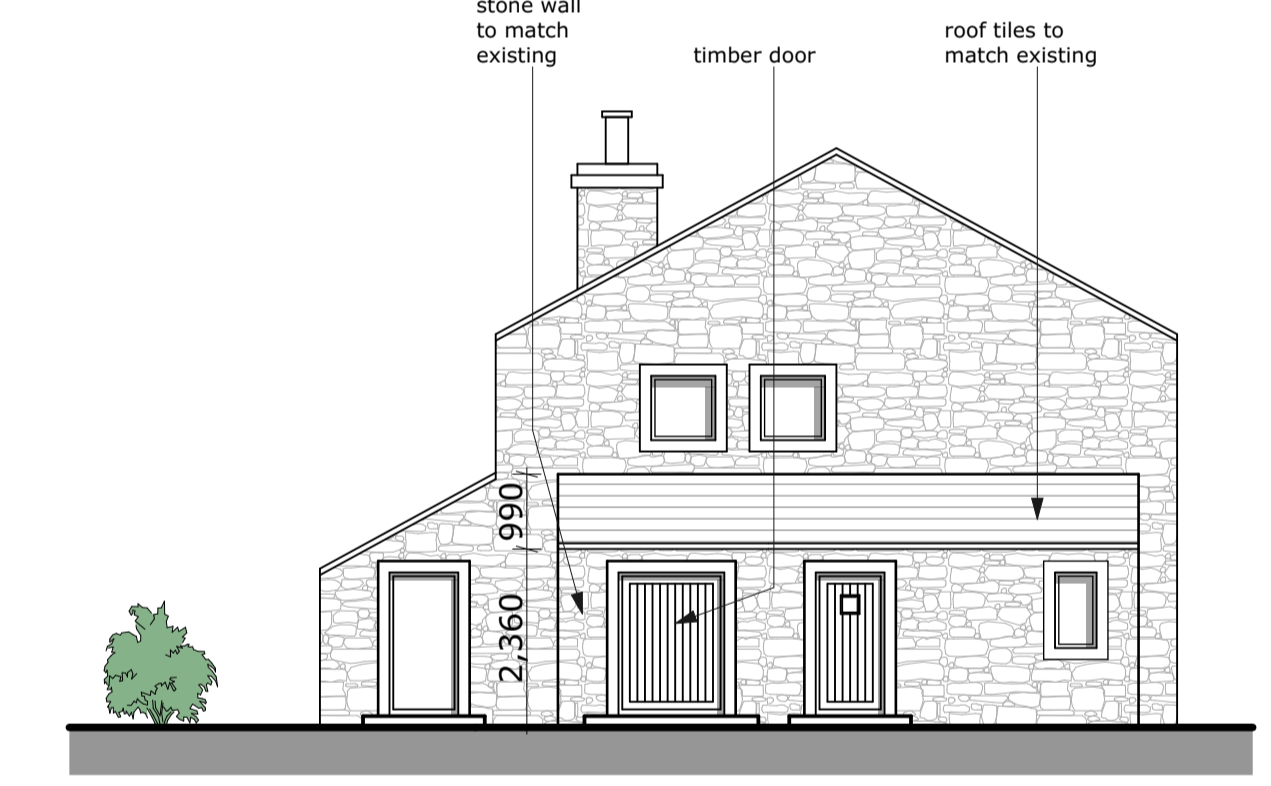 stone wall
to match
existing
timber door
roof tiles to
match existing
990
2,360